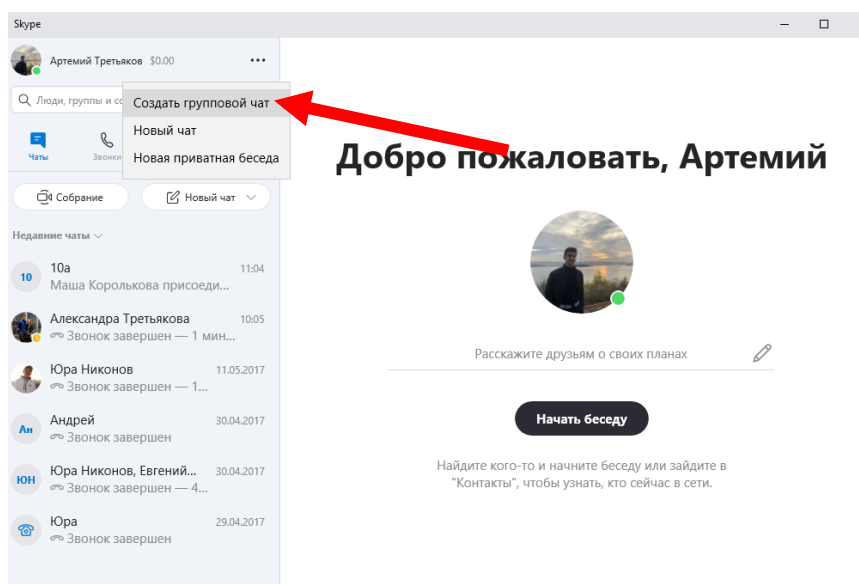 Skype
Артемий Третьяков $0.00
Люди, группы и со
Создать групповой чат
Новый чат
Новая приватная беседа
Чаты
Звонки
Собрание
Новый чат
Недавние чаты
10
10а
11:04
Маша Королькова присоеди...
Александра Третьякова
10:05
Звонок завершен — 1 мин...
Юра Никонов
11.05.2017
Звонок завершен — 1...
Ан
Андрей
30.04.2017
Звонок завершен
ЮН
Юра Никонов, Евгений...
30.04.2017
Звонок завершен — 4...
Юра
29.04.2017
Звонок завершен
Добро пожаловать, Артемий
Расскажите друзьям о своих планах
Начать беседу
Найдите кого-то и начните беседу или зайдите в
"Контакты", чтобы узнать, кто сейчас в сети.